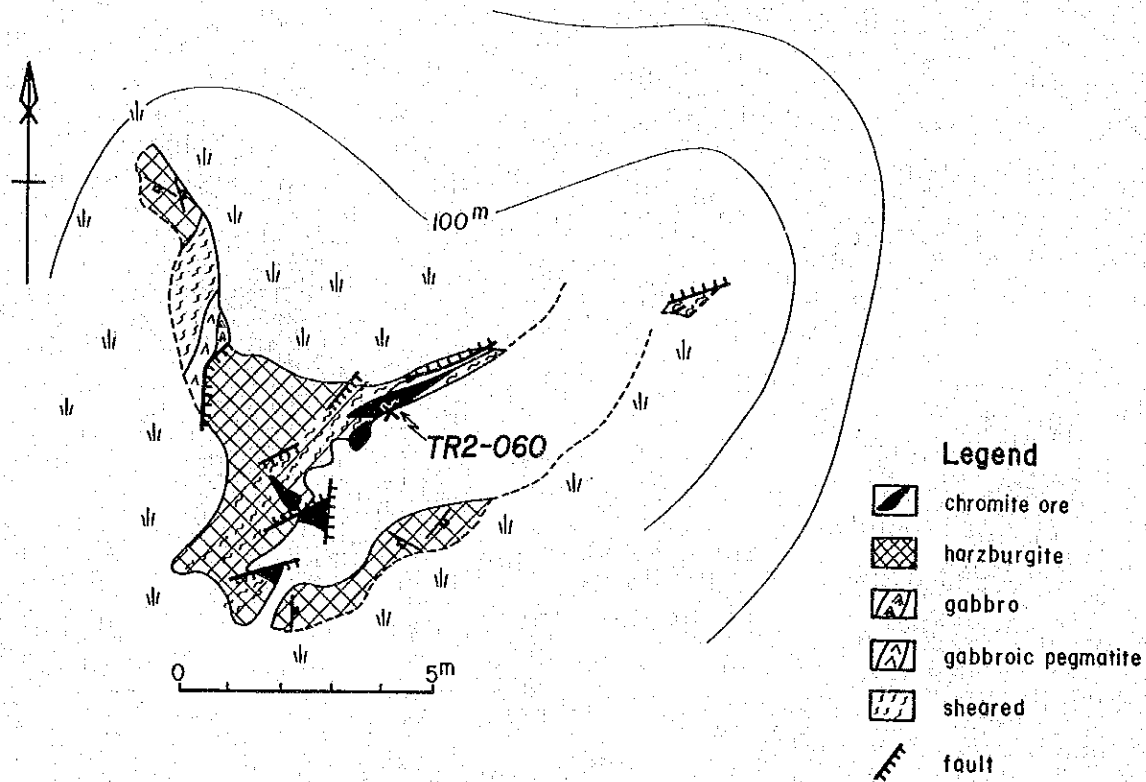 100m
TR2-060
0 5m
Legend
chromite ore
harzburgite
gabbro
gabbroic pegmatite
sheared
fault